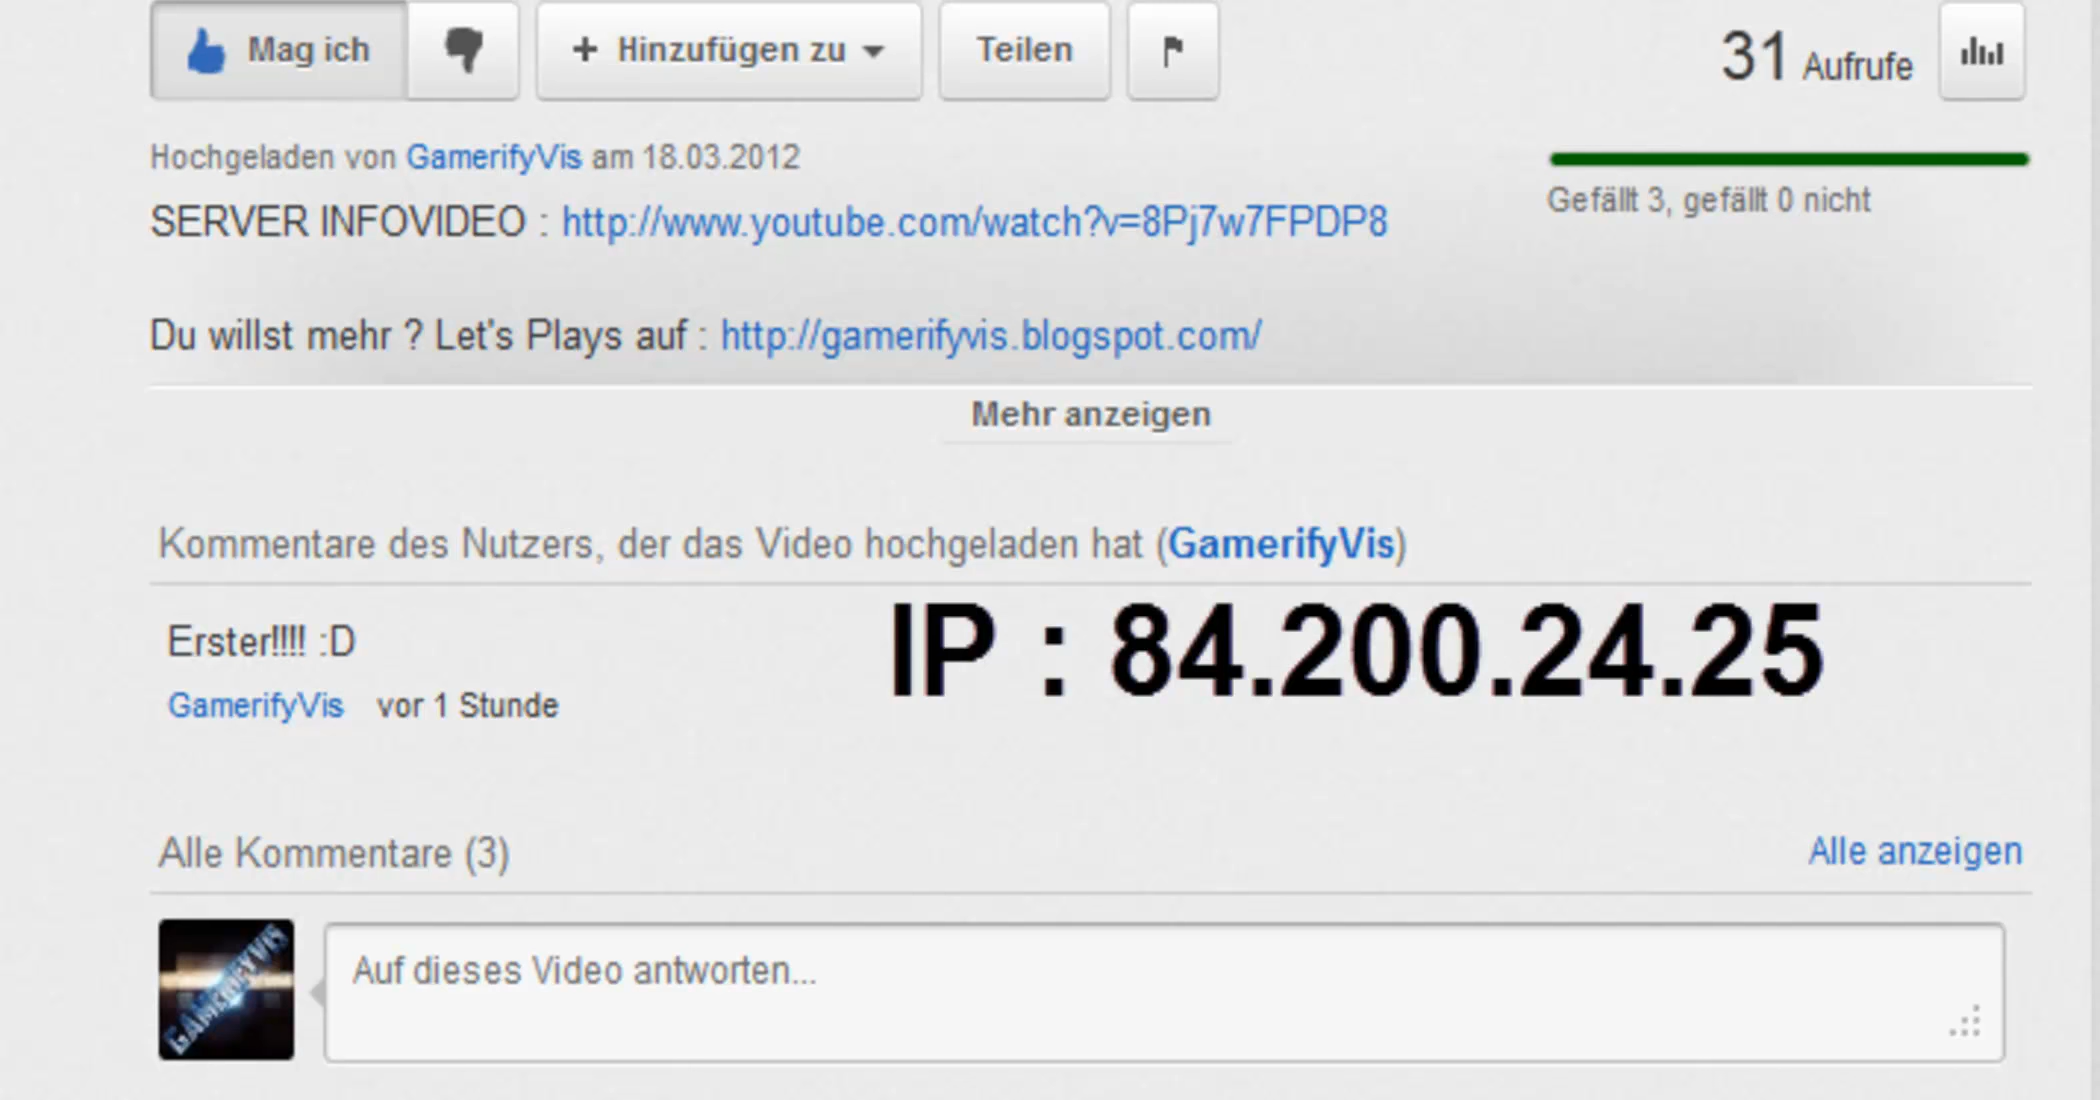 Mag ich
+ Hinzufügen zu
Teilen
31 Aufrufe
Hochgeladen von GamerifyVis am 18.03.2012
SERVER INFOVIDEO : http://www.youtube.com/watch?v=8Pj7w7FPDP8
Gefällt 3, gefällt 0 nicht
Du willst mehr ? Let's Plays auf : http://gamerifyvis.blogspot.com/
Mehr anzeigen
Kommentare des Nutzers, der das Video hochgeladen hat (GamerifyVis)
Erster!!!! :D
IP : 84.200.24.25
GamerifyVis vor 1 Stunde
Alle Kommentare (3)
Alle anzeigen
GAMERIFYVIS
Auf dieses Video antworten...